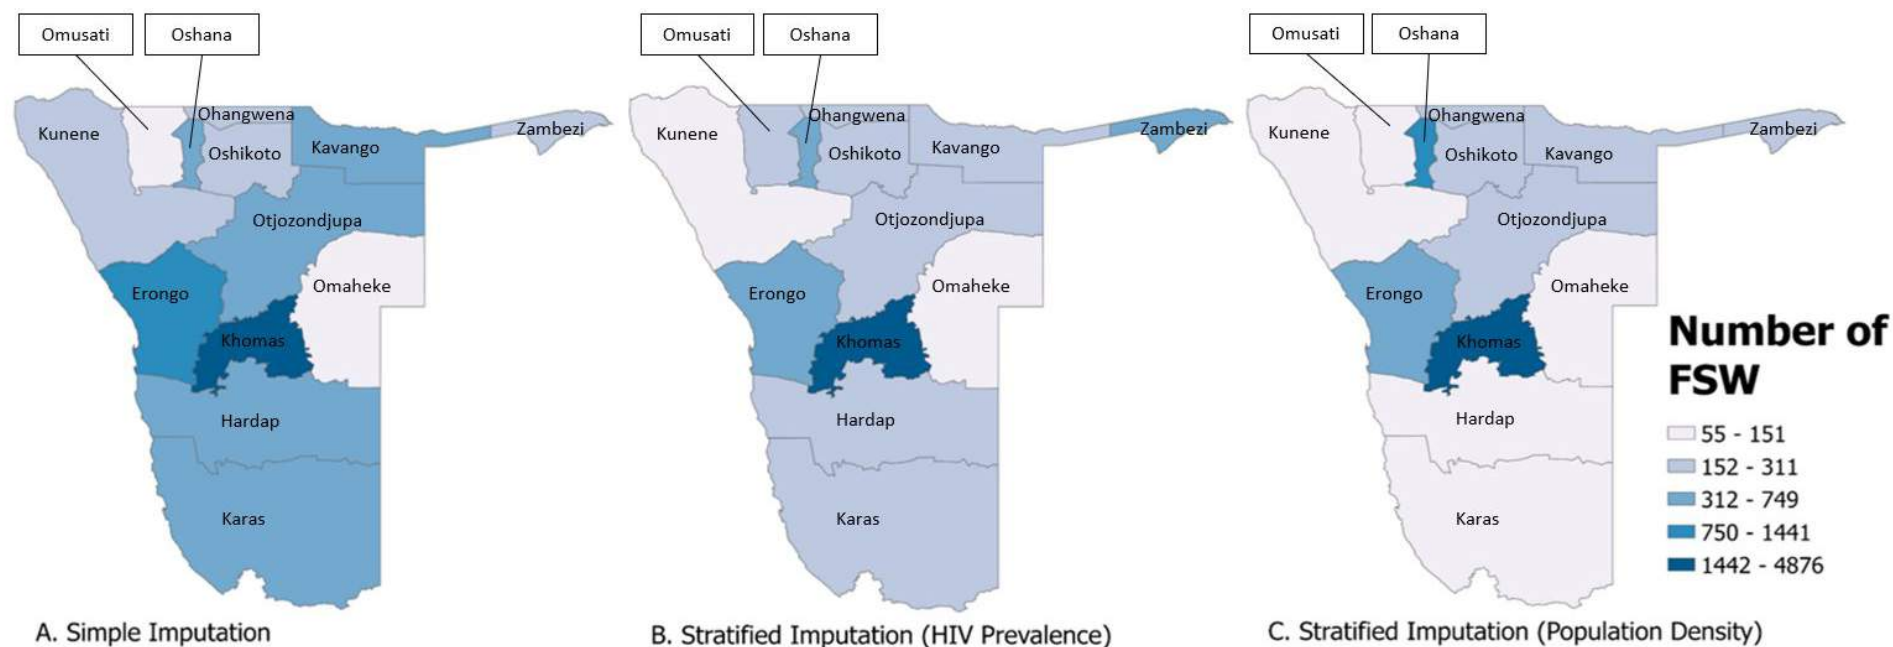 Omusati
Oshana
Kunene
Ohangwena
Oshikoto
Kavango
Zambezi
Otjozondjupa
Erongo
Omaheke
Khomas
Hardap
Karas
A. Simple Imputation
Omusati
Oshana
Kunene
Ohangwena
Oshikoto
Kavango
Zambezi
Otjozondjupa
Erongo
Omaheke
Khomas
Hardap
Karas
B. Stratified Imputation (HIV Prevalence)
Omusati
Oshana
Kunene
Ohangwena
Oshikoto
Kavango
Zambezi
Otjozondjupa
Erongo
Omaheke
Khomas
Hardap
Karas
C. Stratified Imputation (Population Density)
Number of
FSW
55 - 151
152 - 311
312 - 749
750 - 1441
1442 - 4876